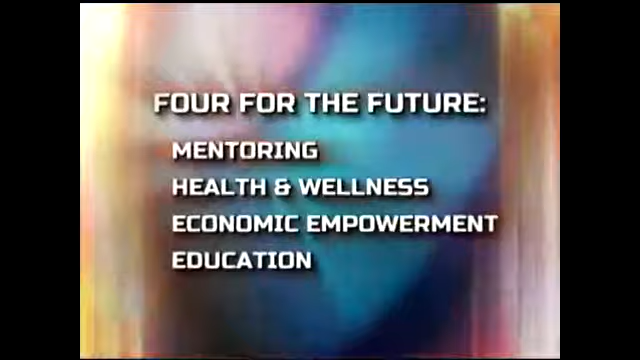 FOUR FOR THE FUTURE:
MENTORING
HEALTH & WELLNESS
ECONOMIC EMPOWERMENT
EDUCATION